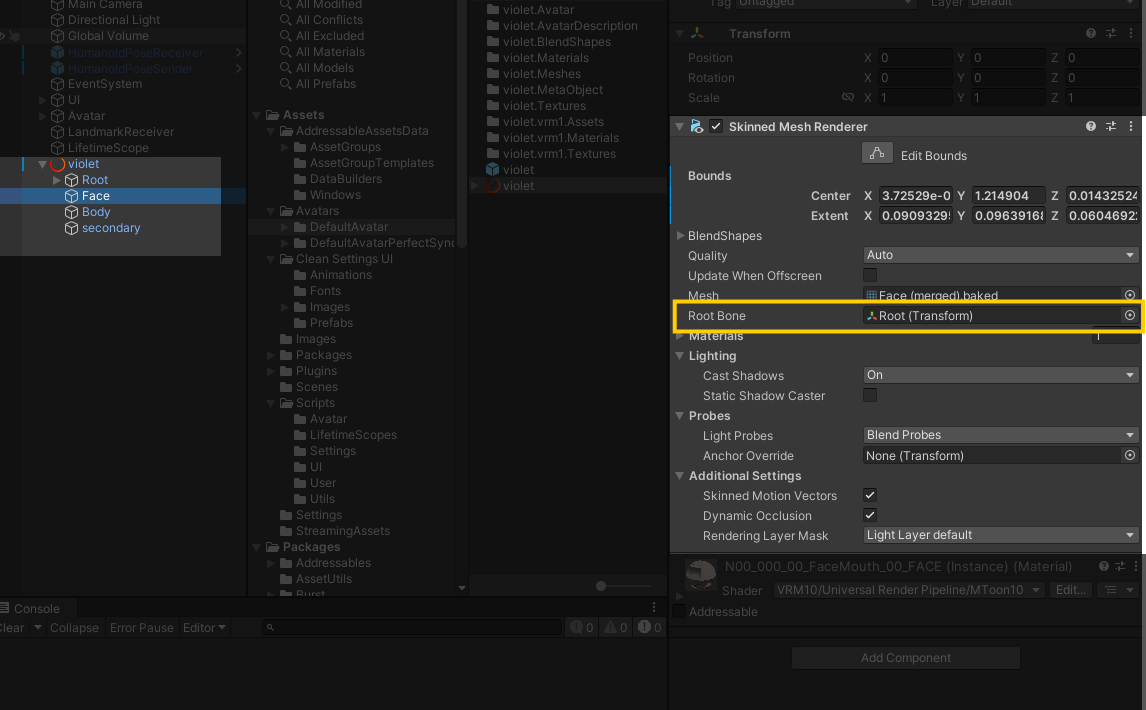 Main Camera
Directional Light
Global Volume
HumanoidPoseReceiver
HumanoidPoseSender
EventSystem
UI
Avatar
LandmarkReceiver
LifetimeScope
violet
Root
Face
Body
secondary
All Modified
All Conflicts
All Excluded
All Materials
All Models
All Prefabs
Assets
AddressableAssetsData
AssetGroups
AssetGroupTemplates
DataBuilders
Windows
Avatars
DefaultAvatar
DefaultAvatarPerfectSync
Clean Settings UI
Animations
Fonts
Images
Prefabs
Images
Packages
Plugins
Scenes
Scripts
Avatar
LifetimeScopes
Settings
UI
User
Utils
Settings
StreamingAssets
Packages
Addressables
AssetUtils
Burst
violet.Avatar
violet.AvatarDescription
violet.BlendShapes
violet.Materials
violet.Meshes
violet.MetaObject
violet.Textures
violet.vrm1.Assets
violet.vrm1.Materials
violet.vrm1.Textures
violet
violet
Tag Untagged Layer Default
Transform
Position X 0 Y 0 Z 0
Rotation X 0 Y 0 Z 0
Scale X 1 Y 1 Z 1
Skinned Mesh Renderer
Edit Bounds
Bounds
Center X 3.72529e-0 Y 1.214904 Z 0.01432524
Extent X 0.0909329 Y 0.0963916 Z 0.0604692
BlendShapes
Quality Auto
Update When Offscreen
Mesh Face (merged).baked
Root Bone Root (Transform)
Materials 1
Lighting
Cast Shadows On
Static Shadow Caster
Probes
Light Probes Blend Probes
Anchor Override None (Transform)
Additional Settings
Skinned Motion Vectors
Dynamic Occlusion
Rendering Layer Mask Light Layer default
N00_000_00_FaceMouth_00_FACE (Instance) (Material)
Shader VRM10/Universal Render Pipeline/MToon10 Edit...
Addressable
Add Component
Console
Clear Collapse Error Pause Editor 0 0 0